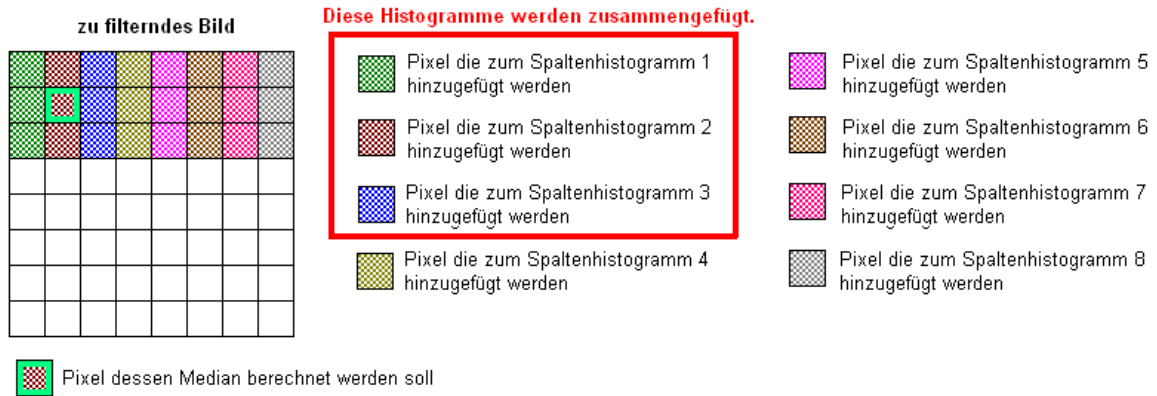 zu filterndes Bild
Diese Histogramme werden zusammengefügt.
Pixel die zum Spaltenhistogramm 1
hinzugefügt werden
Pixel die zum Spaltenhistogramm 2
hinzugefügt werden
Pixel die zum Spaltenhistogramm 3
hinzugefügt werden
Pixel die zum Spaltenhistogramm 4
hinzugefügt werden
Pixel die zum Spaltenhistogramm 5
hinzugefügt werden
Pixel die zum Spaltenhistogramm 6
hinzugefügt werden
Pixel die zum Spaltenhistogramm 7
hinzugefügt werden
Pixel die zum Spaltenhistogramm 8
hinzugefügt werden
Pixel dessen Median berechnet werden soll